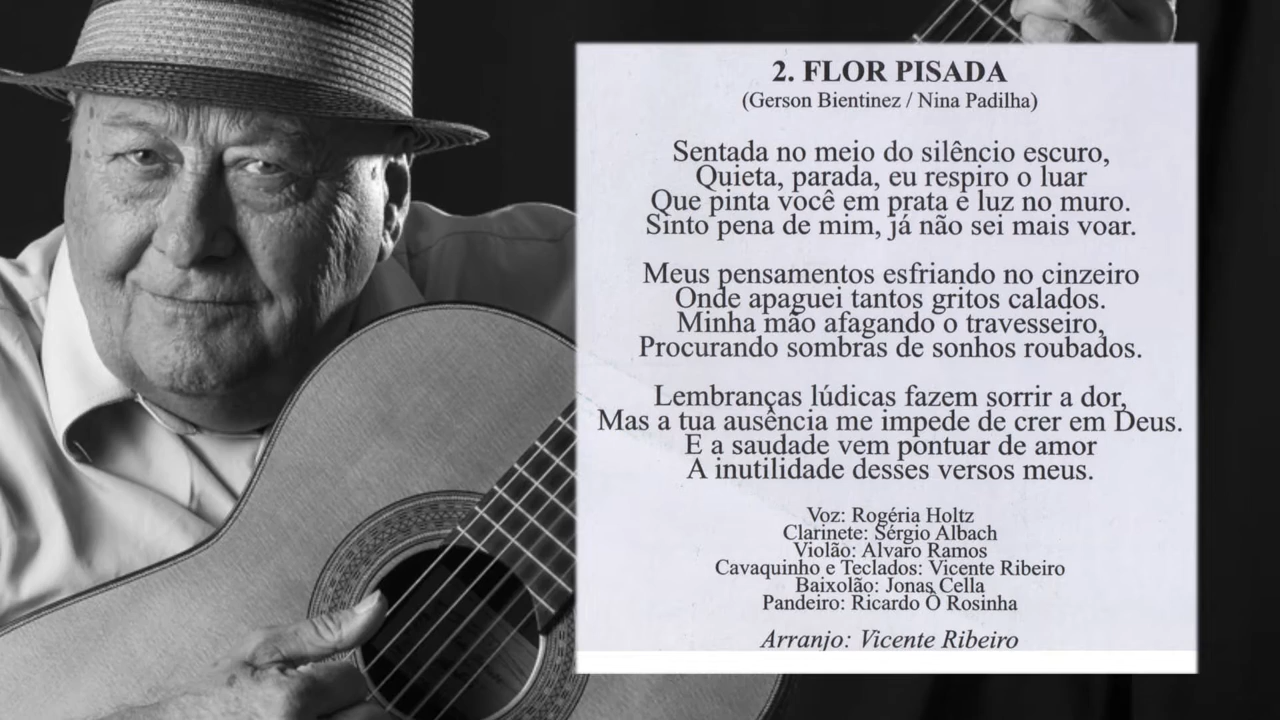 2. FLOR PISADA
(Gerson Bientinez / Nina Padilha)
Sentada no meio do silêncio escuro,
Quieta, parada, eu respiro o luar
Que pinta você em prata e luz no muro.
Sinto pena de mim, já não sei mais voar.
Meus pensamentos esfriando no cinzeiro
Onde apaguei tantos gritos calados.
Minha mão afagando o travesseiro,
Procurando sombras de sonhos roubados.
Lembranças lúdicas fazem sorrir a dor,
Mas a tua ausência me impede de crer em Deus.
E a saudade vem pontuar de amor
A inutilidade desses versos meus.
Voz: Rogéria Holtz
Clarinete: Sérgio Albach
Violão: Alvaro Ramos
Cavaquinho e Teclados: Vicente Ribeiro
Baixolão: Jonas Cella
Pandeiro: Ricardo Ô Rosinha
Arranjo: Vicente Ribeiro